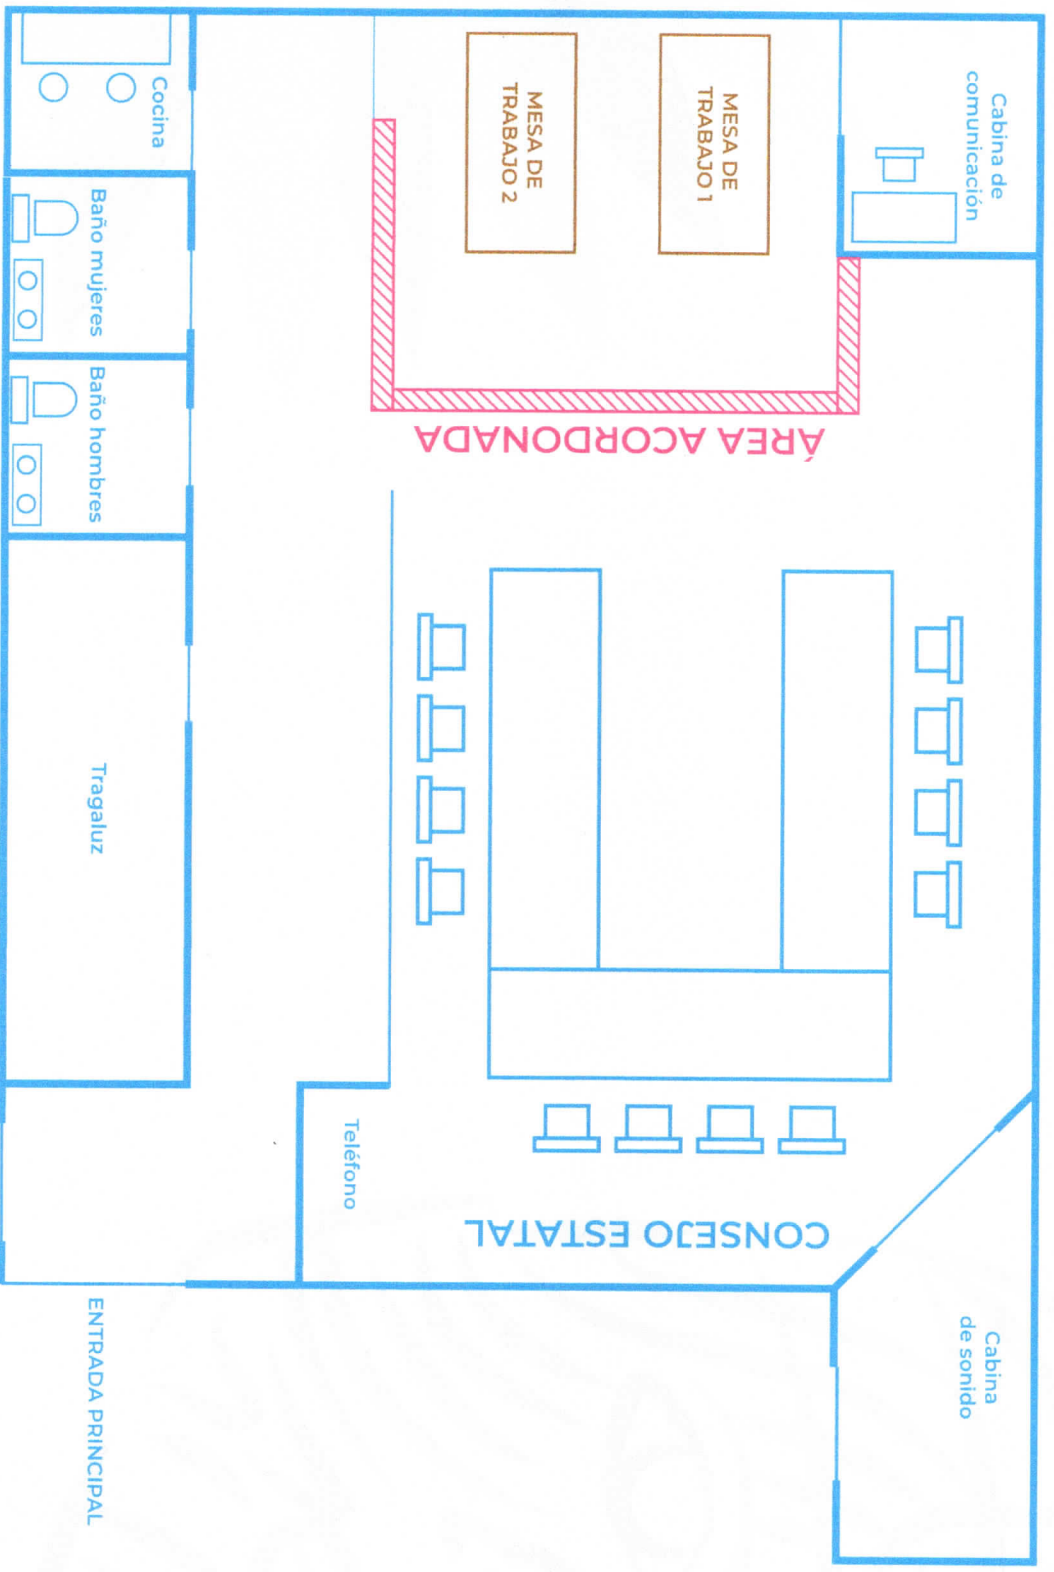 Cabina de
comunicación
MESA DE
TRABAJO 1
MESA DE
TRABAJO 2
Cocina
Baño mujeres
Baño hombres
ÁREA ACORDONADA
Tragaluz
Teléfono
CONSEJO ESTATAL
Cabina
de sonido
ENTRADA PRINCIPAL